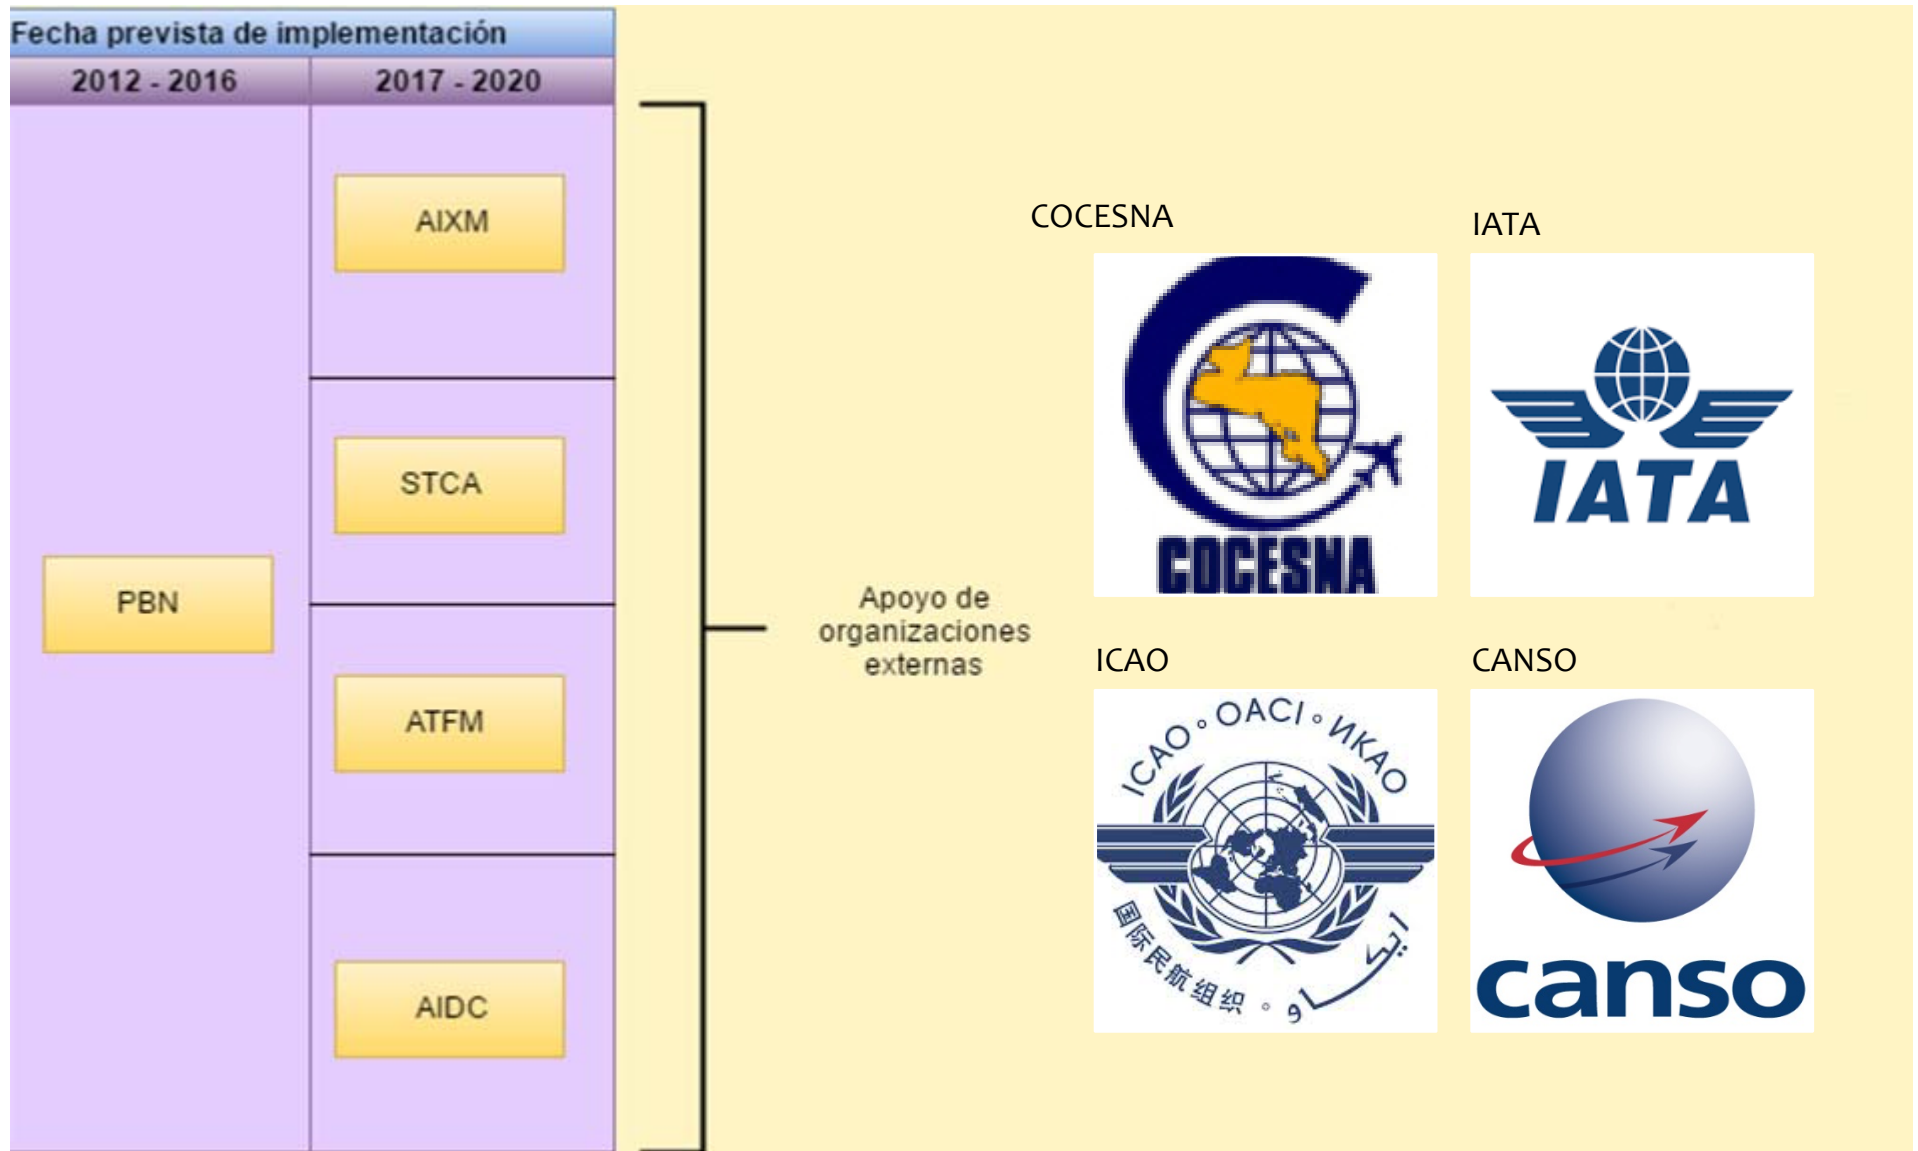 Fecha prevista de implementación
2012 - 2016
2017 - 2020
AIXM
STCA
PBN
ATFM
AIDC
Apoyo de
organizaciones
externas
COCESNA
COCESNA
IATA
IATA
ICAO
ICAO ◦ OACI ◦ ИКАО
国际民航组织 ◦ ايكاو
CANSO
canso